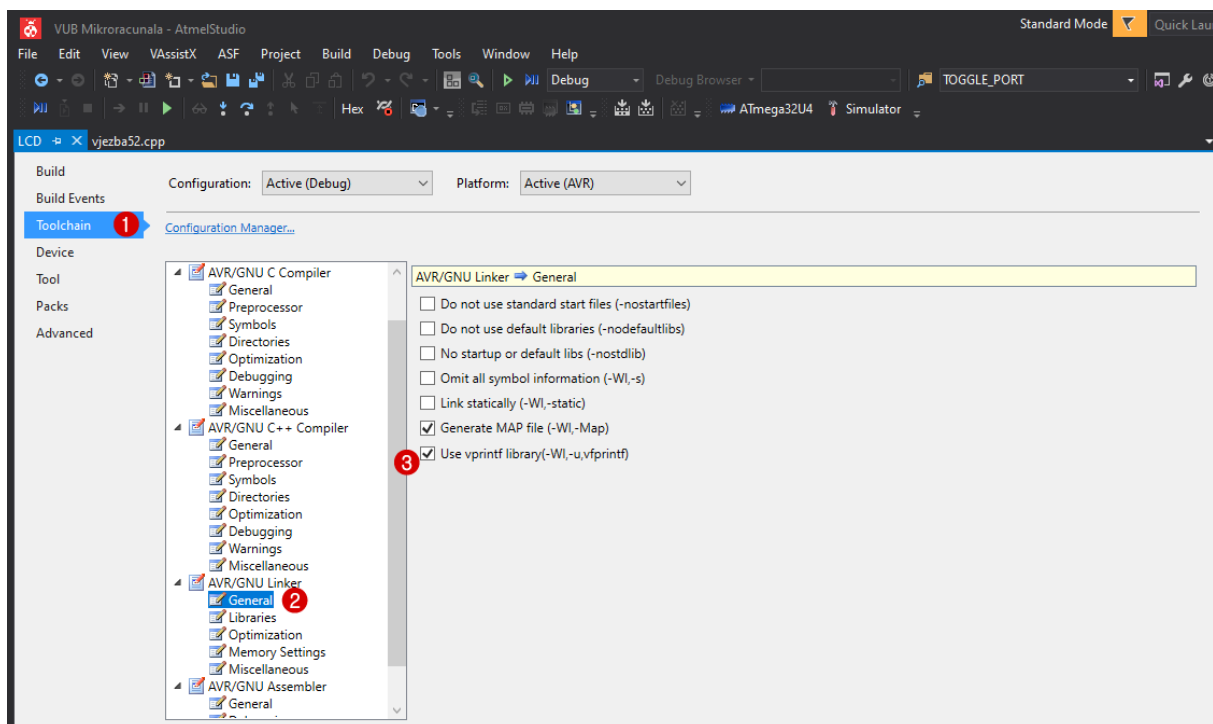 VUB Mikroracunala - AtmelStudio
Standard Mode
Quick Lau
File Edit View VAssistX ASF Project Build Debug Tools Window Help
Debug
Debug Browser
TOGGLE_PORT
Hex
ATmega32U4
Simulator
LCD
vjezba52.cpp
Build
Build Events
Toolchain
1
Device
Tool
Packs
Advanced
Configuration: Active (Debug)
Platform: Active (AVR)
Configuration Manager...
AVR/GNU C Compiler
General
Preprocessor
Symbols
Directories
Optimization
Debugging
Warnings
Miscellaneous
AVR/GNU C++ Compiler
General
Preprocessor
Symbols
Directories
Optimization
Debugging
Warnings
Miscellaneous
AVR/GNU Linker
General
2
Libraries
Optimization
Memory Settings
Miscellaneous
AVR/GNU Assembler
General
AVR/GNU Linker ➡ General
Do not use standard start files (-nostartfiles)
Do not use default libraries (-nodefaultlibs)
No startup or default libs (-nostdlib)
Omit all symbol information (-Wl,-s)
Link statically (-Wl,-static)
Generate MAP file (-Wl,-Map)
3
Use vprintf library(-Wl,-u,vfprintf)